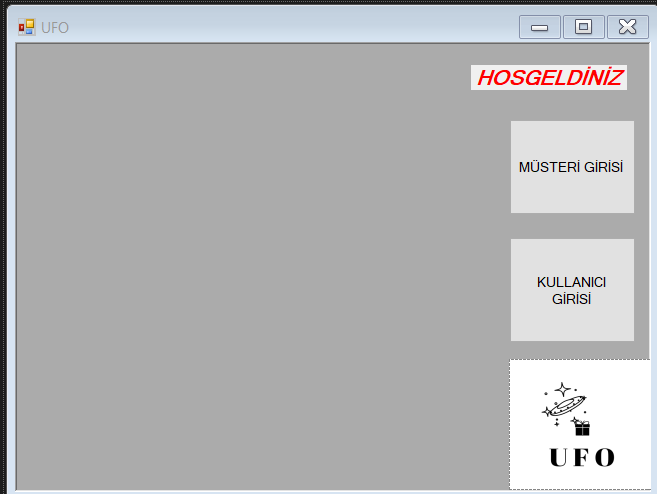 UFO
HOSGELDİNİZ
MÜSTERİ GİRİSİ
KULLANICI
GİRİSİ
UFO